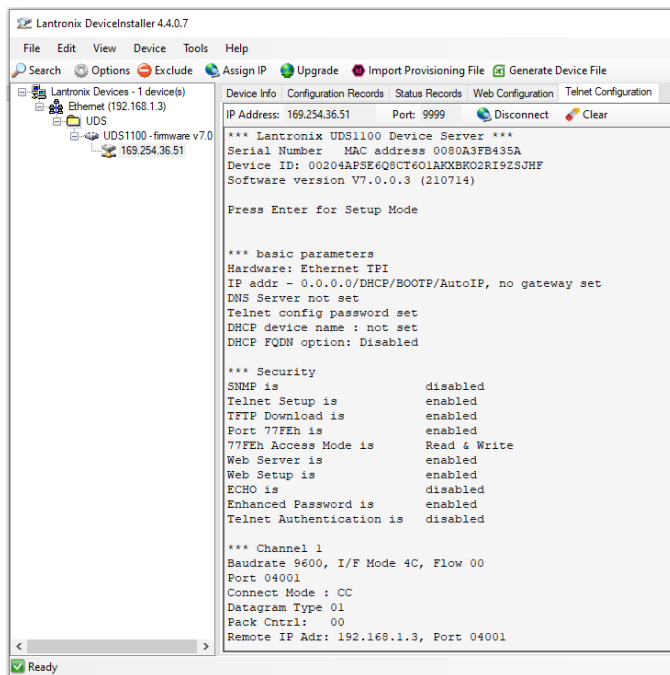 Lantronix DeviceInstaller 4.4.0.7
File Edit View Device Tools Help
Search Options Exclude Assign IP Upgrade Import Provisioning File Generate Device File
Lantronix Devices - 1 device(s)
Ethernet (192.168.1.3)
UDS
UDS1100 - firmware v7.0
169.254.36.51
Device Info Configuration Records Status Records Web Configuration Telnet Configuration
IP Address: 169.254.36.51 Port: 9999 Disconnect Clear
*** Lantronix UDS1100 Device Server ***
Serial Number MAC address 0080A3FB435A
Device ID: 00204APSE6Q8CT6O1AKXBKO2RI9ZSJHF
Software version V7.0.0.3 (210714)
Press Enter for Setup Mode
*** basic parameters
Hardware: Ethernet TPI
IP addr - 0.0.0.0/DHCP/BOOTP/AutoIP, no gateway set
DNS Server not set
Telnet config password set
DHCP device name : not set
DHCP FQDN option: Disabled
*** Security
SNMP is disabled
Telnet Setup is enabled
TFTP Download is enabled
Port 77FEh is enabled
77FEh Access Mode is Read & Write
Web Server is enabled
Web Setup is enabled
ECHO is disabled
Enhanced Password is enabled
Telnet Authentication is disabled
*** Channel 1
Baudrate 9600, I/F Mode 4C, Flow 00
Port 04001
Connect Mode : CC
Datagram Type 01
Pack Cntrl: 00
Remote IP Adr: 192.168.1.3, Port 04001
Ready